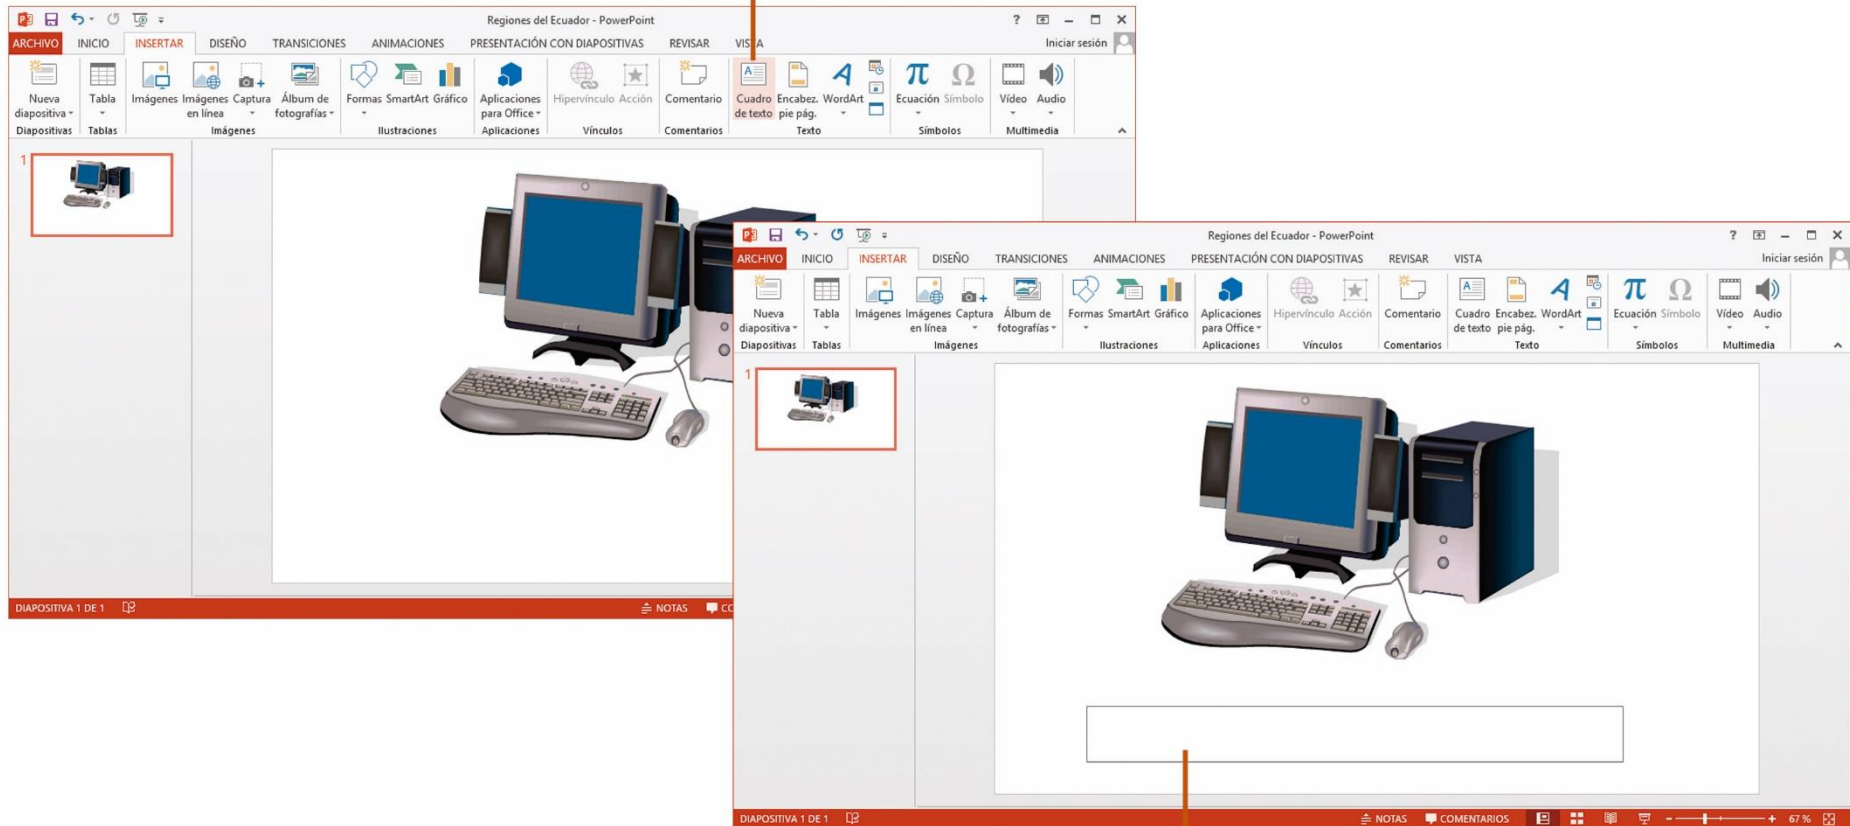 Regiones del Ecuador - PowerPoint
ARCHIVO INICIO INSERTAR DISEÑO TRANSICIONES ANIMACIONES PRESENTACIÓN CON DIAPOSITIVAS REVISAR VISTA Iniciar sesión
Nueva Tabla Imágenes Imágenes Captura Álbum de Formas SmartArt Gráfico Aplicaciones Hipervínculo Acción Comentario Cuadro Encabez. WordArt Ecuación Símbolo Vídeo Audio
diapositiva en línea fotografías para Office de texto pie pág.
Diapositivas Tablas Imágenes Ilustraciones Aplicaciones Vínculos Comentarios Texto Símbolos Multimedia
1
DIAPOSITIVA 1 DE 1 NOTAS
Regiones del Ecuador - PowerPoint
ARCHIVO INICIO INSERTAR DISEÑO TRANSICIONES ANIMACIONES PRESENTACIÓN CON DIAPOSITIVAS REVISAR VISTA Iniciar sesión
Nueva Tabla Imágenes Imágenes Captura Álbum de Formas SmartArt Gráfico Aplicaciones Hipervínculo Acción Comentario Cuadro Encabez. WordArt Ecuación Símbolo Vídeo Audio
diapositiva en línea fotografías para Office de texto pie pág.
Diapositivas Tablas Imágenes Ilustraciones Aplicaciones Vínculos Comentarios Texto Símbolos Multimedia
1
DIAPOSITIVA 1 DE 1 NOTAS COMENTARIOS 67 %